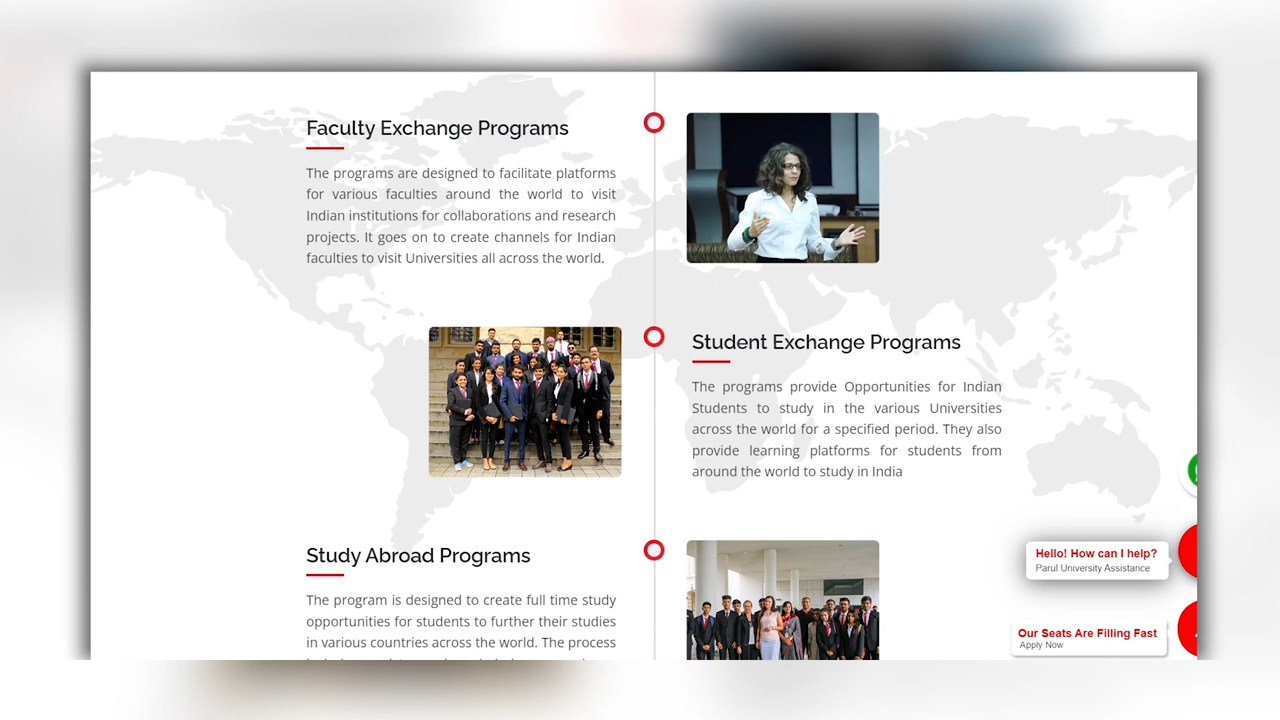 Faculty Exchange Programs
The programs are designed to facilitate platforms
for various faculties around the world to visit
Indian institutions for collaborations and research
projects. It goes on to create channels for Indian
faculties to visit Universities all across the world.
Student Exchange Programs
The programs provide Opportunities for Indian
Students to study in the various Universities
across the world for a specified period. They also
provide learning platforms for students from
around the world to study in India
Study Abroad Programs
The program is designed to create full time study
opportunities for students to further their studies
in various countries across the world. The process
Hello! How can I help?
Parul University Assistance
Our Seats Are Filling Fast
Apply Now